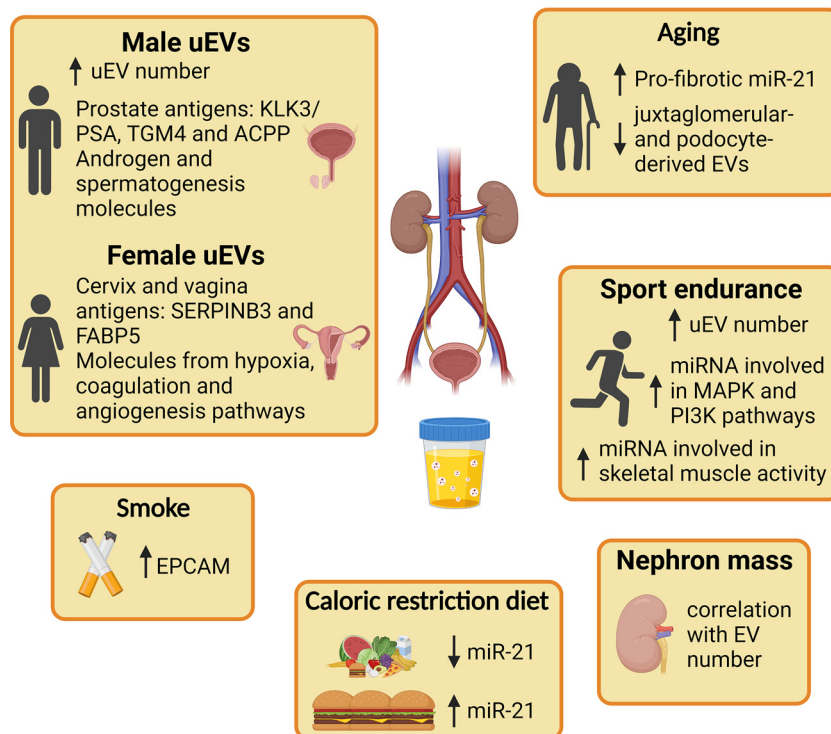 Male uEVs
↑ uEV number
Prostate antigens: KLK3/
PSA, TGM4 and ACPP
Androgen and
spermatogenesis
molecules
Female uEVs
Cervix and vagina
antigens: SERPINB3 and
FABP5
Molecules from hypoxia,
coagulation and
angiogenesis pathways
Aging
↑ Pro-fibrotic miR-21
juxtaglomerular-
↓ and podocyte-
derived EVs
Sport endurance
↑ uEV number
miRNA involved
↑ in MAPK and
PI3K pathways
↑ miRNA involved in
skeletal muscle activity
Smoke
↑ EPCAM
Caloric restriction diet
↓ miR-21
↑ miR-21
Nephron mass
correlation
with EV
number